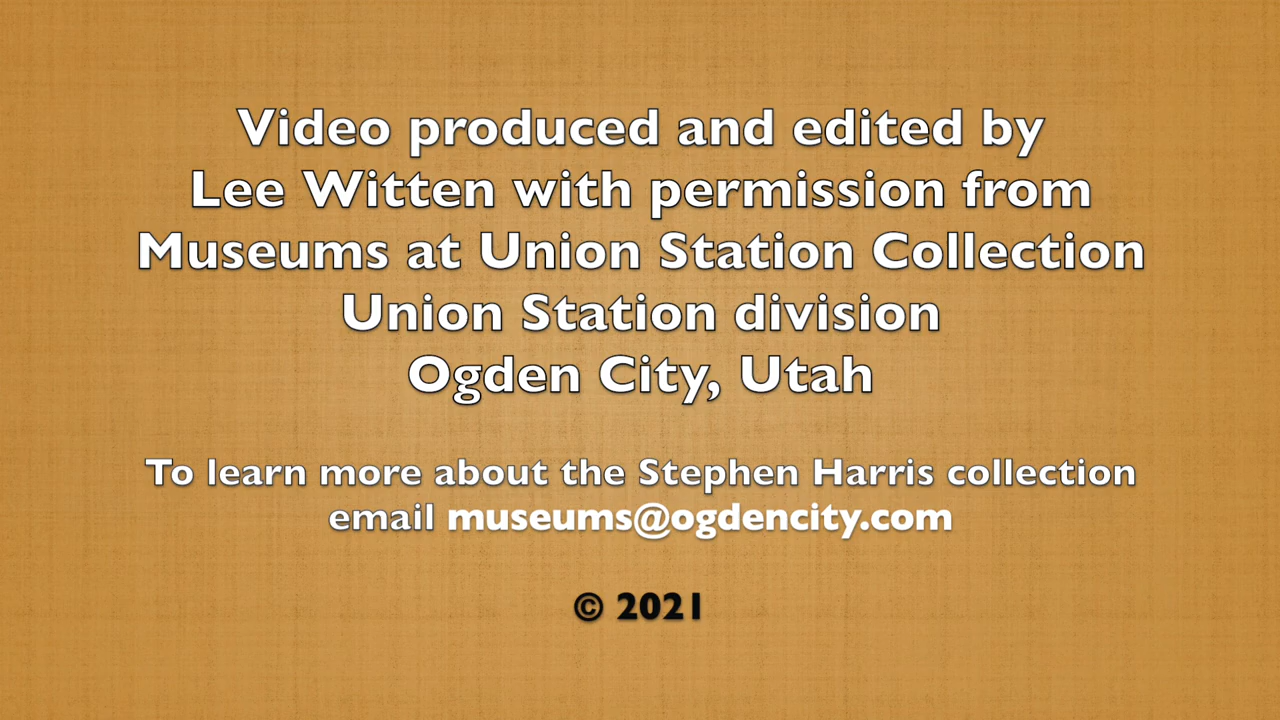 Video produced and edited by
Lee Witten with permission from
Museums at Union Station Collection
Union Station division
Ogden City, Utah
To learn more about the Stephen Harris collection
email museums@ogdencity.com
© 2021